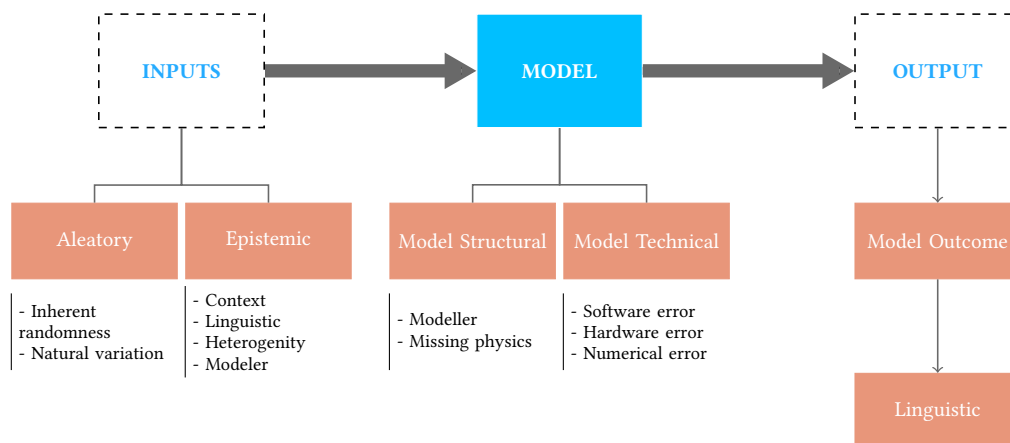 INPUTS
MODEL
OUTPUT
Aleatory
Epistemic
Model Structural
Model Technical
Model Outcome
- Inherent
randomness
- Natural variation
- Context
- Linguistic
- Heterogenity
- Modeler
- Modeller
- Missing physics
- Software error
- Hardware error
- Numerical error
Linguistic